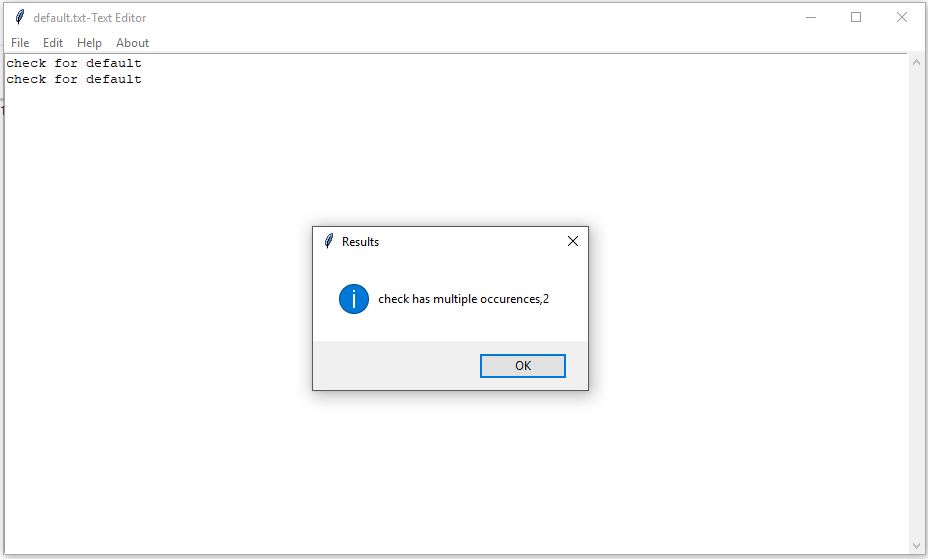 default.txt-Text Editor
File Edit Help About
check for default
check for default
Results
i
check has multiple occurences,2
OK